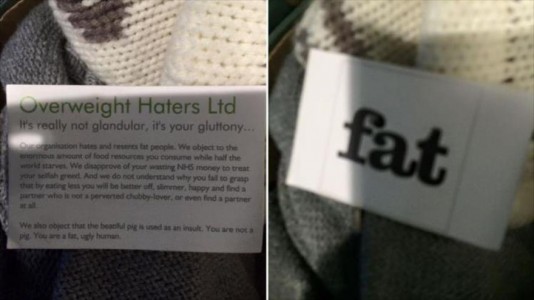 Overweight Haters Ltd
It's really not glandular, it's your gluttony...
Our organisation hates and resents fat people. We object to the
enormous amount of food resources you consume while half the
world starves. We disapprove of your wasting NHS money to treat
your selfish greed. And we do not understand why you fail to grasp
that by eating less you will be better off, slimmer, happy and find a
partner who is not a perverted chubby-lover, or even find a partner
at all.
We also object that the beatiful pig is used as an insult. You are not a
pig. You are a fat, ugly human.
fat